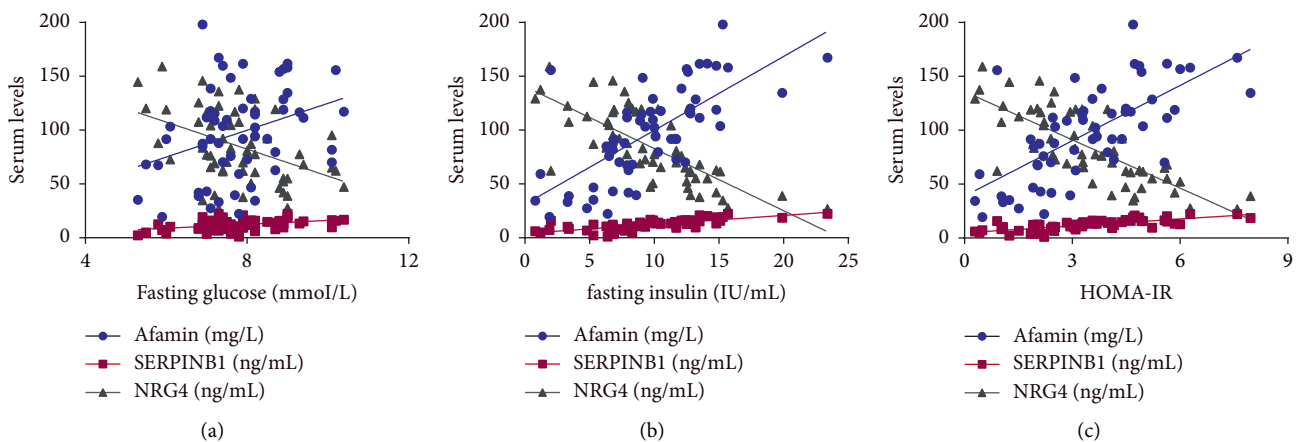 200
150
100
50
0
Serum levels
4
8
12
Fasting glucose (mmol/L)
Afamin (mg/L)
SERPINB1 (ng/mL)
NRG4 (ng/mL)
(a)
200
150
100
50
0
Serum levels
0
5
10
15
20
25
fasting insulin (IU/mL)
Afamin (mg/L)
SERPINB1 (ng/mL)
NRG4 (ng/mL)
(b)
200
150
100
50
0
Serum levels
0
3
6
9
HOMA-IR
Afamin (mg/L)
SERPINB1 (ng/mL)
NRG4 (ng/mL)
(c)